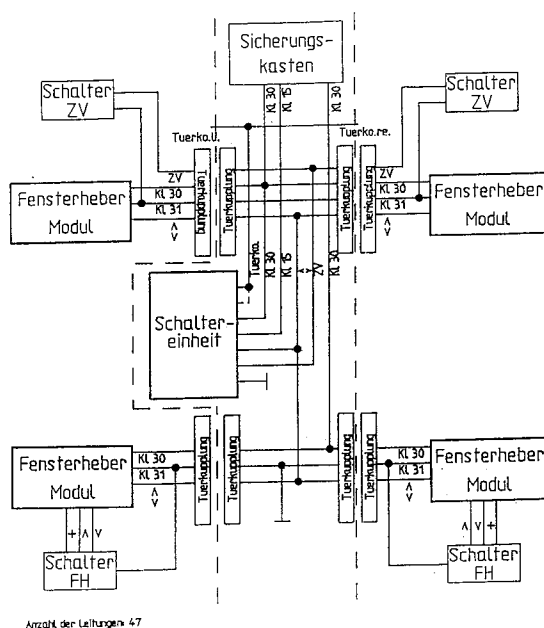 Sicherungs-
kasten
Kl 30
Kl 15
Kl 30
Schalter
ZV
Schalter
ZV
Tuerko.li.
Tuerko.re.
Fensterheber
Modul
ZV
Kl 30
Kl 31
< >
Tuerkupplung
Tuerkupplung
Tuerkupplung
Tuerkupplung
ZV
Kl 30
Kl 31
< >
Fensterheber
Modul
Tuerko.
Kl 30
Kl 15
< >
ZV
Kl 30
Schalter-
einheit
Fensterheber
Modul
Kl 30
Kl 31
< >
Tuerkupplung
Tuerkupplung
Tuerkupplung
Tuerkupplung
Kl 30
Kl 31
< >
Fensterheber
Modul
+ < >
Schalter
FH
< > +
Schalter
FH
Anzahl der Leitungen: 47